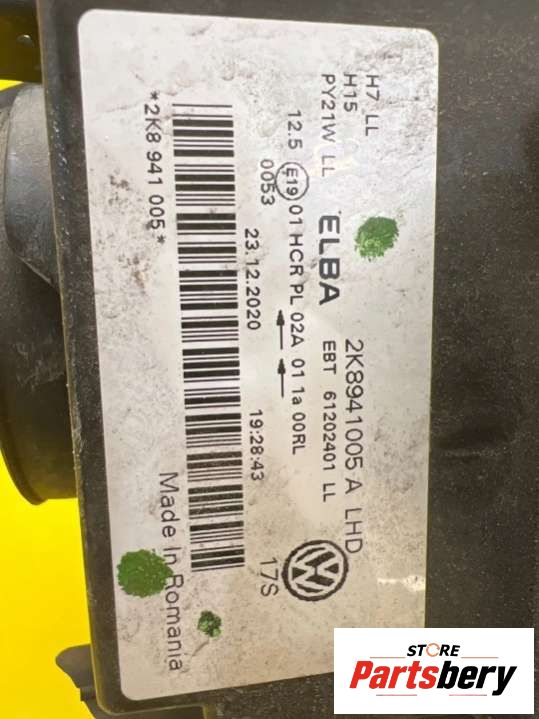 H7 LL
H15
PY21W LL
ELBA
2K8941005 A LHD
EBT 61202401 LL
12.5 E19 01 HCR PL 02A 01 1a 00RL
0053
23.12.2020
19:28:43
17S
*2K8 941 005*
Made In Romania
STORE
Partsbery